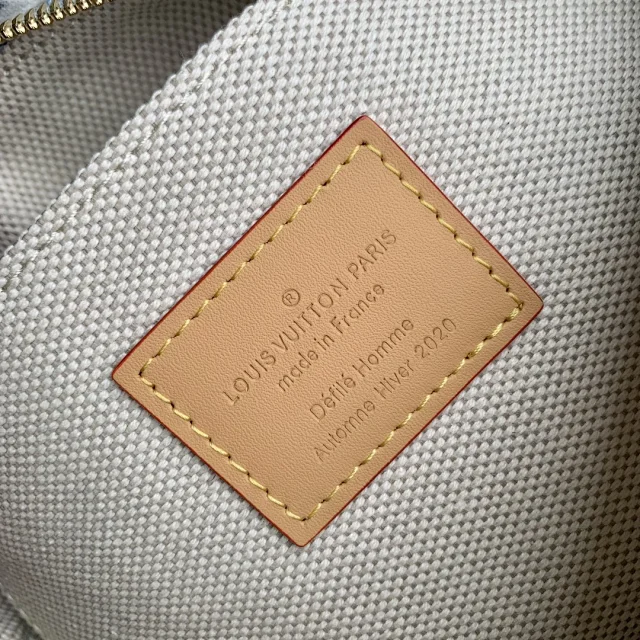 ®
LOUIS VUITTON PARIS
made in France
Défilé Homme
Automne Hiver 2020